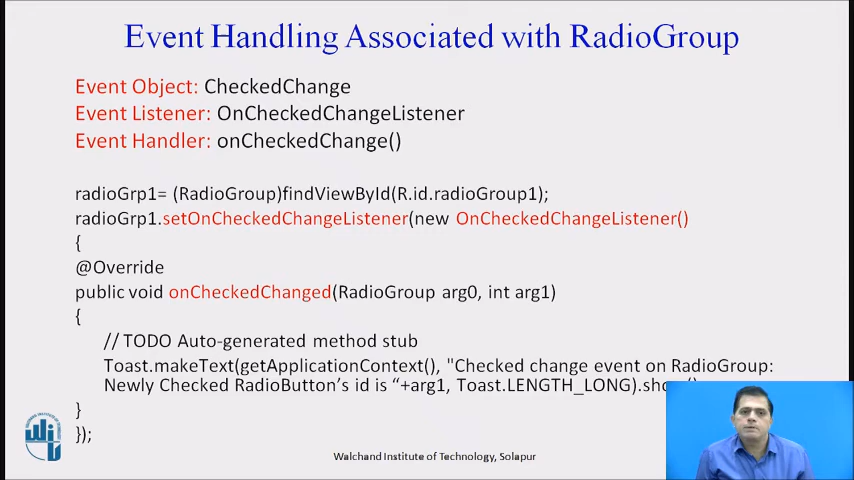 Event Handling Associated with RadioGroup
Event Object: CheckedChange
Event Listener: OnCheckedChangeListener
Event Handler: onCheckedChange()
radioGrp1= (RadioGroup)findViewById(R.id.radioGroup1);
radioGrp1.setOnCheckedChangeListener(new OnCheckedChangeListener()
{
@Override
public void onCheckedChanged(RadioGroup arg0, int arg1)
{
// TODO Auto-generated method stub
Toast.makeText(getApplicationContext(), "Checked change event on RadioGroup:
Newly Checked RadioButton's id is “+arg1, Toast.LENGTH_LONG).sho
}
});
Walchand Institute of Technology, Solapur